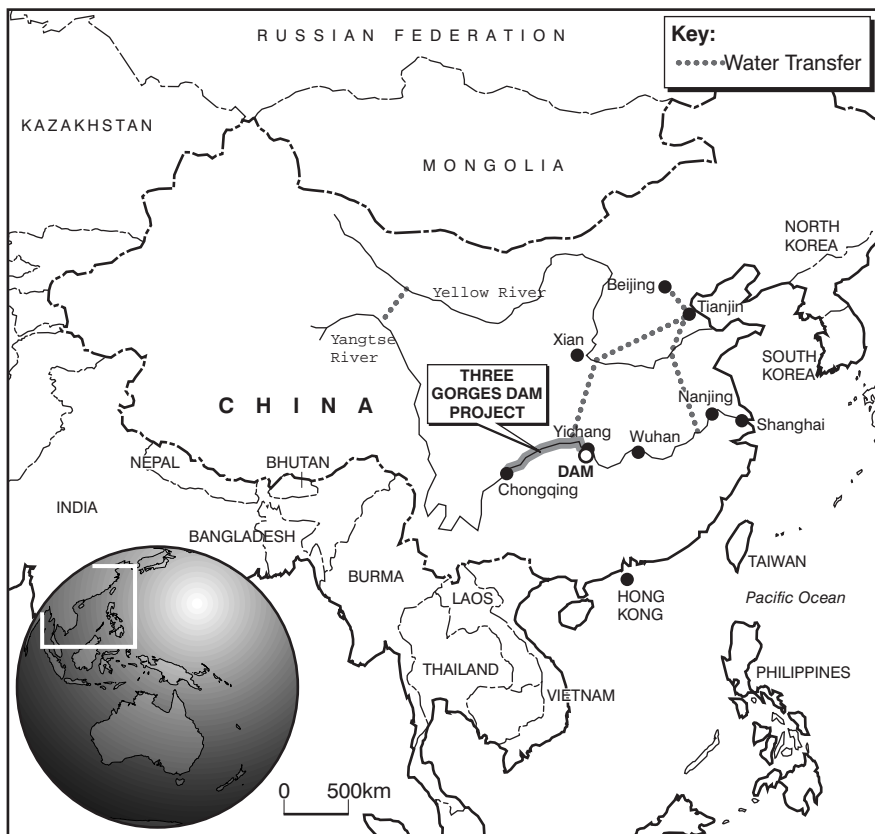 RUSSIAN FEDERATION
Key:
Water Transfer
KAZAKHSTAN
MONGOLIA
NORTH
KOREA
Beijing
Yellow River
Tianjin
Yangtse
River
Xian
SOUTH
KOREA
THREE
GORGES DAM
PROJECT
CHINA
Nanjing
Shanghai
Yichang
Wuhan
DAM
Chongqing
NEPAL
BHUTAN
INDIA
BANGLADESH
TAIWAN
BURMA
HONG
KONG
LAOS
Pacific Ocean
THAILAND
PHILIPPINES
VIETNAM
0 500km